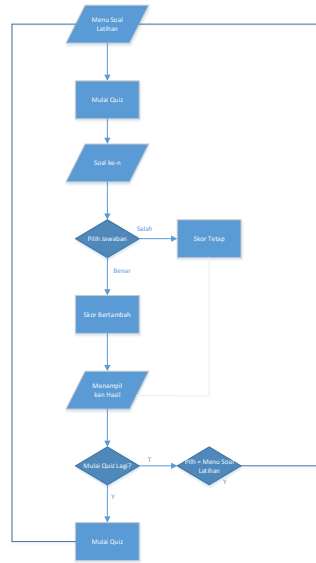 Menu Soal
Latihan
Mulai Quiz
Soal ke-n
Pilih Jawaban
Salah
Skor Tetap
Benar
Skor Bertambah
Menampil
kan Hasil
Mulai Quiz Lagi?
T
Pilh = Menu Soal
Latihan
Y
Y
Mulai Quiz